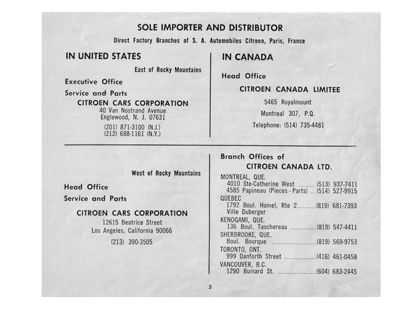 SOLE IMPORTER AND DISTRIBUTOR
Direct Factory Branches of S. A. Automobiles Citroen, Paris, France
IN UNITED STATES
East of Rocky Mountains
Executive Office
Service and Parts
CITROEN CARS CORPORATION
40 Van Nostrand Avenue
Englewood, N. J. 07631
(201) 871-3100 (N.J.)
(212) 688-1161 (N.Y.)
West of Rocky Mountains
Head Office
Service and Parts
CITROEN CARS CORPORATION
12615 Beatrice Street
Los Angeles, California 90066
(213) 390-3505
IN CANADA
Head Office
CITROEN CANADA LIMITEE
5465 Royalmount
Montreal 307, P.Q.
Telephone: (514) 735-4481
Branch Offices of
CITROEN CANADA LTD.
MONTREAL, QUE.
4010 Ste-Catherine West (513) 937-7411
4585 Papineau (Pieces - Parts) (514) 527-9915
QUEBEC
1792 Boul. Hamel, Rte 2 (819) 681-7393
Ville Duberger
KENOGAMI, QUE.
136 Boul. Taschereau (819) 547-4411
SHERBROOKE, QUE.
Boul. Bourque (819) 569-9753
TORONTO, ONT.
999 Danforth Street (416) 461-0458
VANCOUVER, B.C.
1290 Burrard St. (604) 683-2445
3